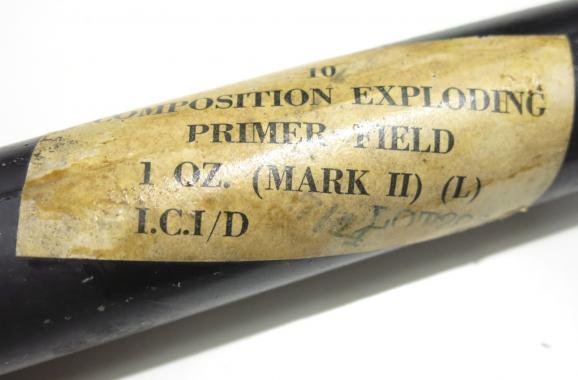 10
COMPOSITION EXPLODING
PRIMER FIELD
1 OZ. (MARK II) (L)
I.C.I/D